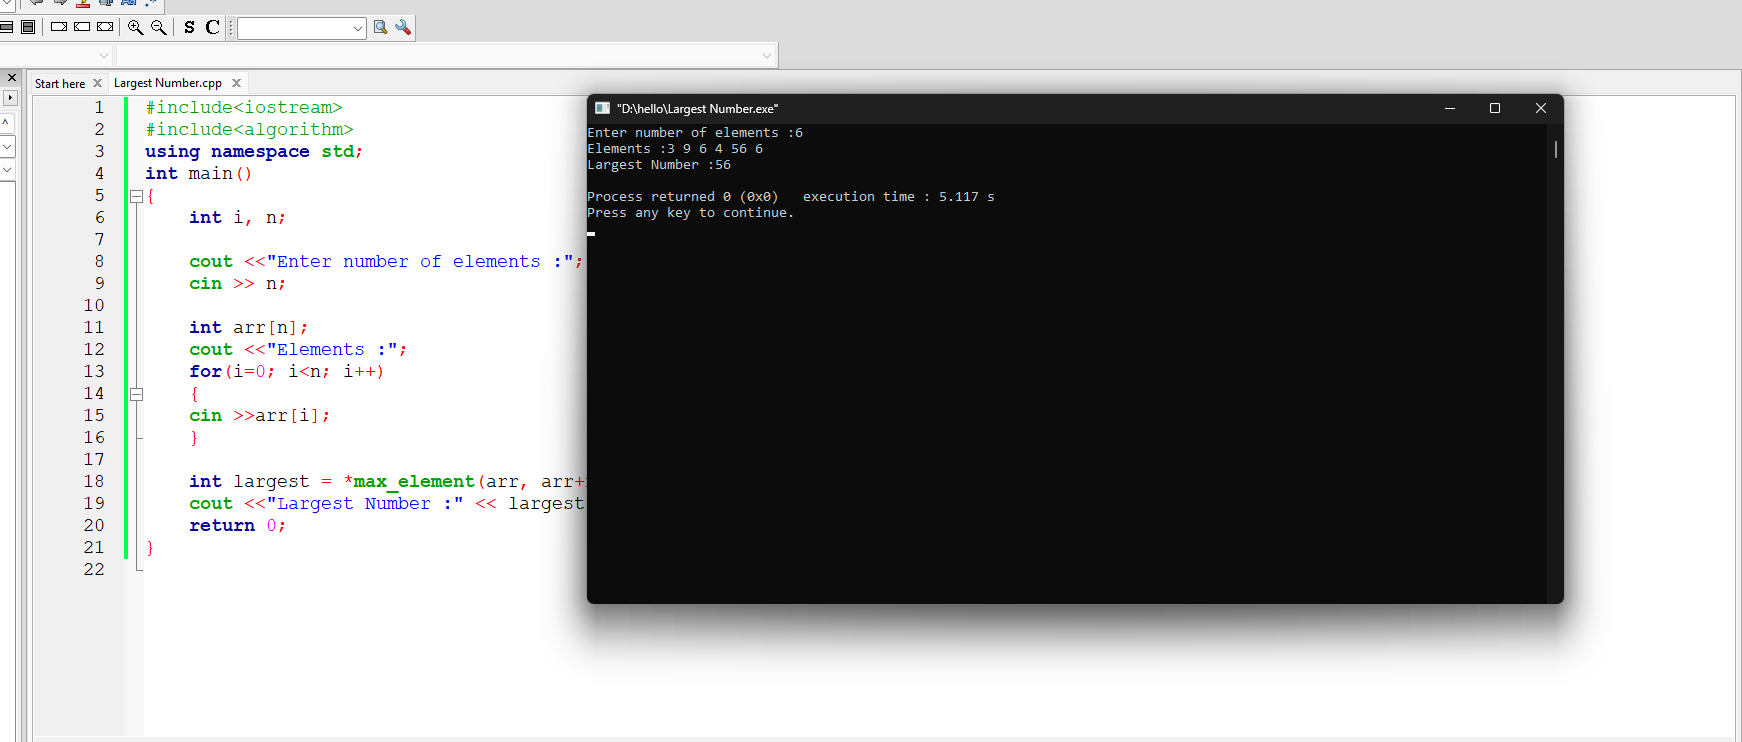 S C
Start here X Largest Number.cpp X
1 #include<iostream>
2 #include<algorithm>
3 using namespace std;
4 int main()
5 {
6 int i, n;
7
8 cout <<"Enter number of elements :";
9 cin >> n;
10
11 int arr[n];
12 cout <<"Elements :";
13 for(i=0; i<n; i++)
14 {
15 cin >>arr[i];
16 }
17
18 int largest = *max_element(arr, arr+
19 cout <<"Largest Number :" << largest
20 return 0;
21 }
22
"D:\hello\Largest Number.exe"
Enter number of elements :6
Elements :3 9 6 4 56 6
Largest Number :56
Process returned 0 (0x0)   execution time : 5.117 s
Press any key to continue.